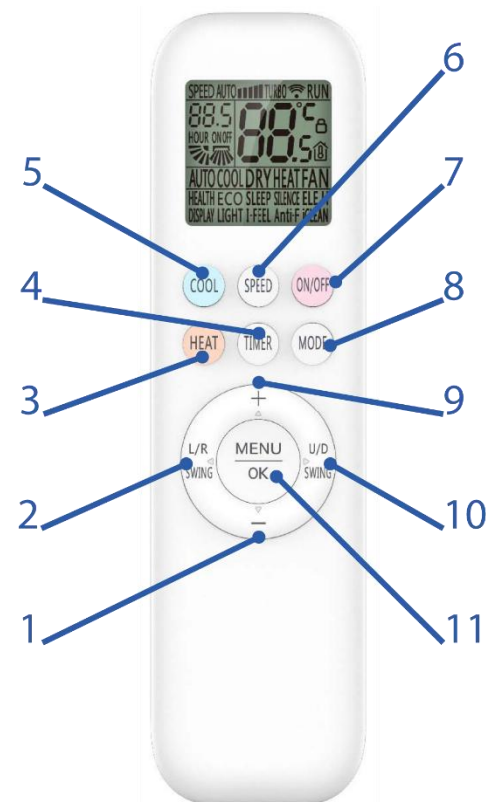 6
SPEED AUTO TURBO RUN
88.5 88.5°C
HOUR ON OFF
5
7
AUTO COOL DRY HEAT FAN
HEALTH ECO SLEEP SILENCE ELE.H
DISPLAY LIGHT I-FEEL Anti-F iCLEAN
COOL SPEED ON/OFF
4
8
HEAT TIMER MODE
3
9
+
L/R MENU U/D
SWING OK SWING
2
10
−
1
11